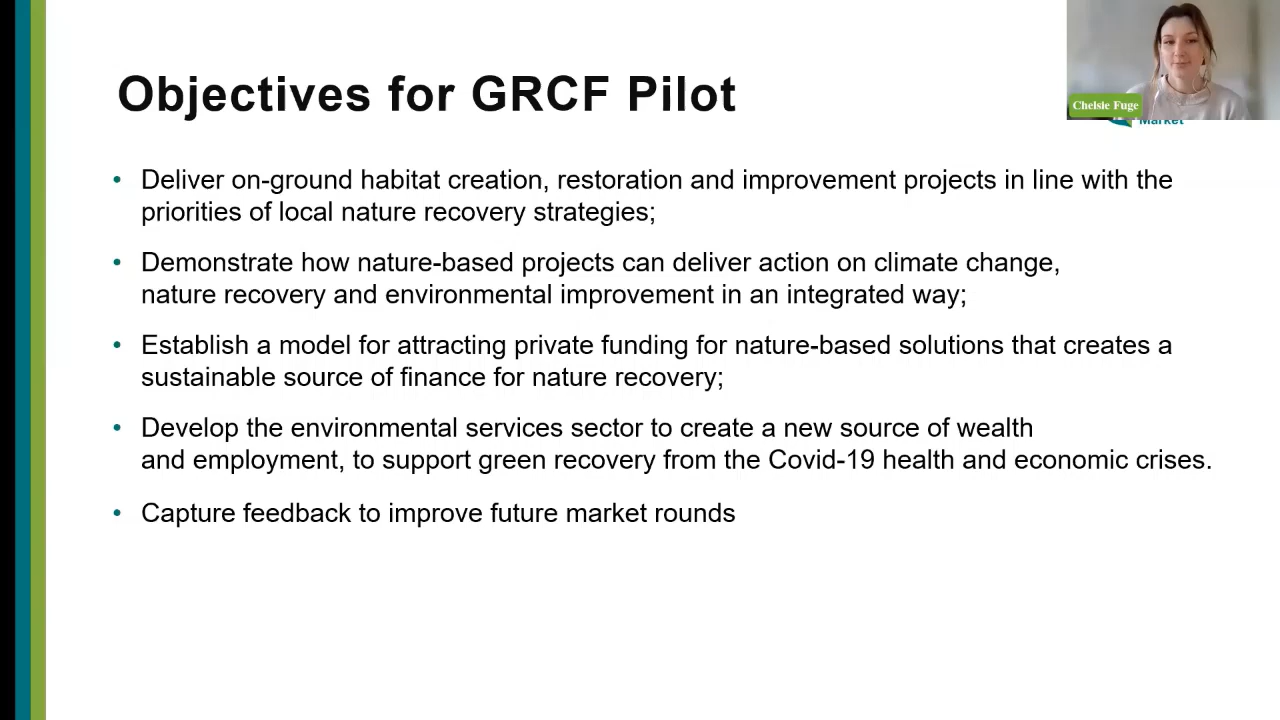 Objectives for GRCF Pilot
Chelsie Fuge
Market
• Deliver on-ground habitat creation, restoration and improvement projects in line with the
priorities of local nature recovery strategies;
• Demonstrate how nature-based projects can deliver action on climate change,
nature recovery and environmental improvement in an integrated way;
• Establish a model for attracting private funding for nature-based solutions that creates a
sustainable source of finance for nature recovery;
• Develop the environmental services sector to create a new source of wealth
and employment, to support green recovery from the Covid-19 health and economic crises.
• Capture feedback to improve future market rounds